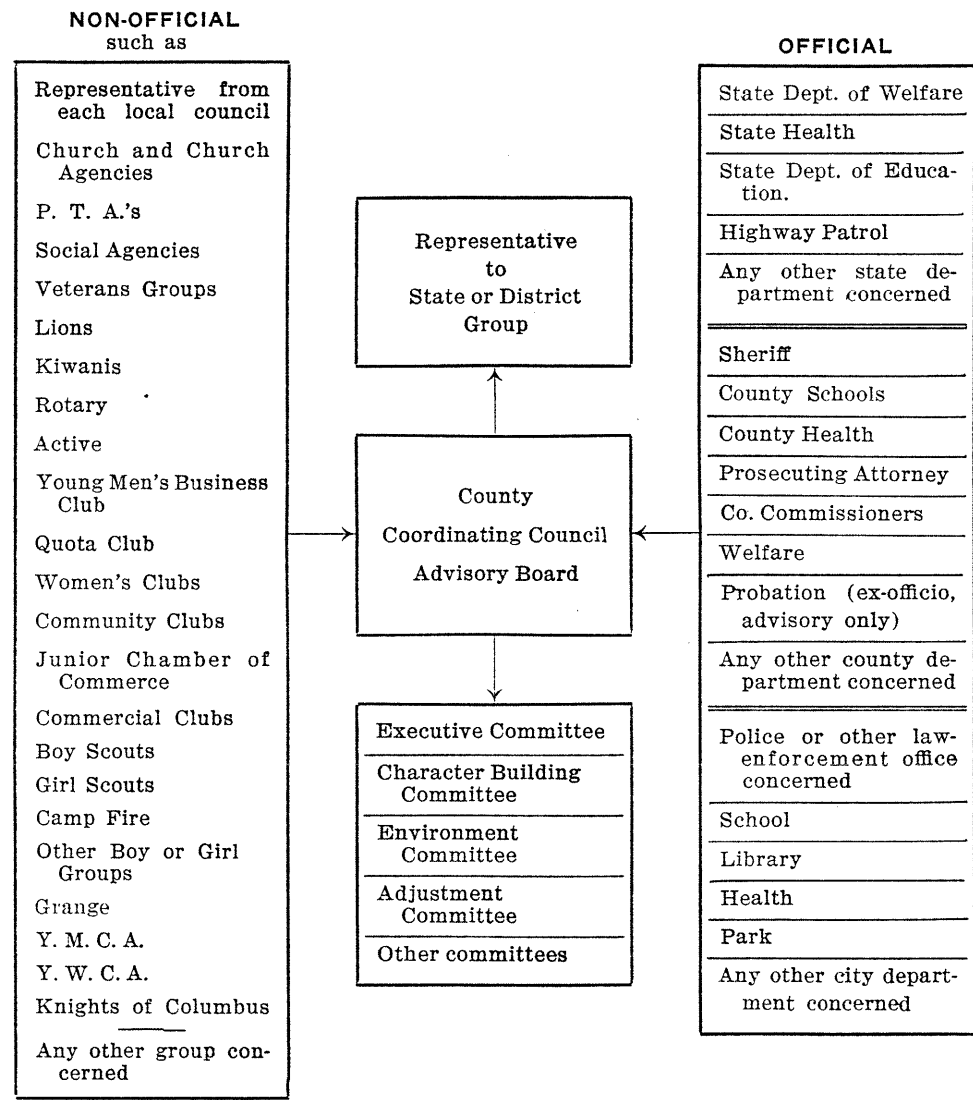 NON-OFFICIAL
such as
Representative from
each local council
Church and Church
Agencies
P. T. A.'s
Social Agencies
Veterans Groups
Lions
Kiwanis
Rotary
Active
Young Men's Business
Club
Quota Club
Women's Clubs
Community Clubs
Junior Chamber of
Commerce
Commercial Clubs
Boy Scouts
Girl Scouts
Camp Fire
Other Boy or Girl
Groups
Grange
Y. M. C. A.
Y. W. C. A.
Knights of Columbus
Any other group con-
cerned
Representative
to
State or District
Group
County
Coordinating Council
Advisory Board
Executive Committee
Character Building
Committee
Environment
Committee
Adjustment
Committee
Other committees
OFFICIAL
State Dept. of Welfare
State Health
State Dept. of Educa-
tion.
Highway Patrol
Any other state de-
partment concerned
Sheriff
County Schools
County Health
Prosecuting Attorney
Co. Commissioners
Welfare
Probation (ex-officio,
advisory only)
Any other county de-
partment concerned
Police or other law-
enforcement office
concerned
School
Library
Health
Park
Any other city depart-
ment concerned